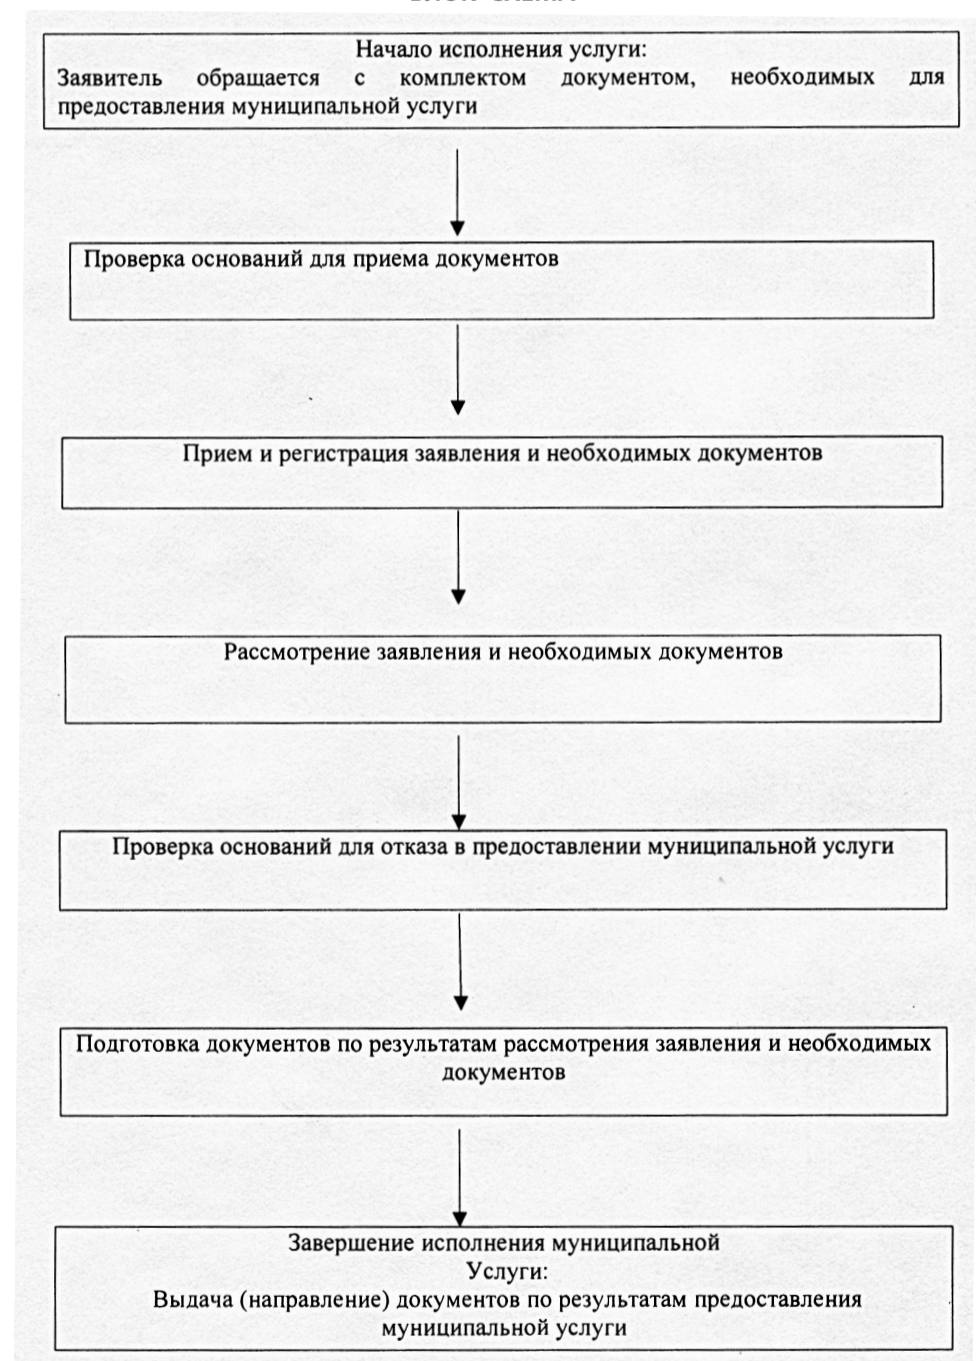 Начало исполнения услуги:
Заявитель обращается с комплектом документом, необходимых для
предоставления муниципальной услуги
Проверка оснований для приема документов
Прием и регистрация заявления и необходимых документов
Рассмотрение заявления и необходимых документов
Проверка оснований для отказа в предоставлении муниципальной услуги
Подготовка документов по результатам рассмотрения заявления и необходимых
документов
Завершение исполнения муниципальной
Услуги:
Выдача (направление) документов по результатам предоставления
муниципальной услуги